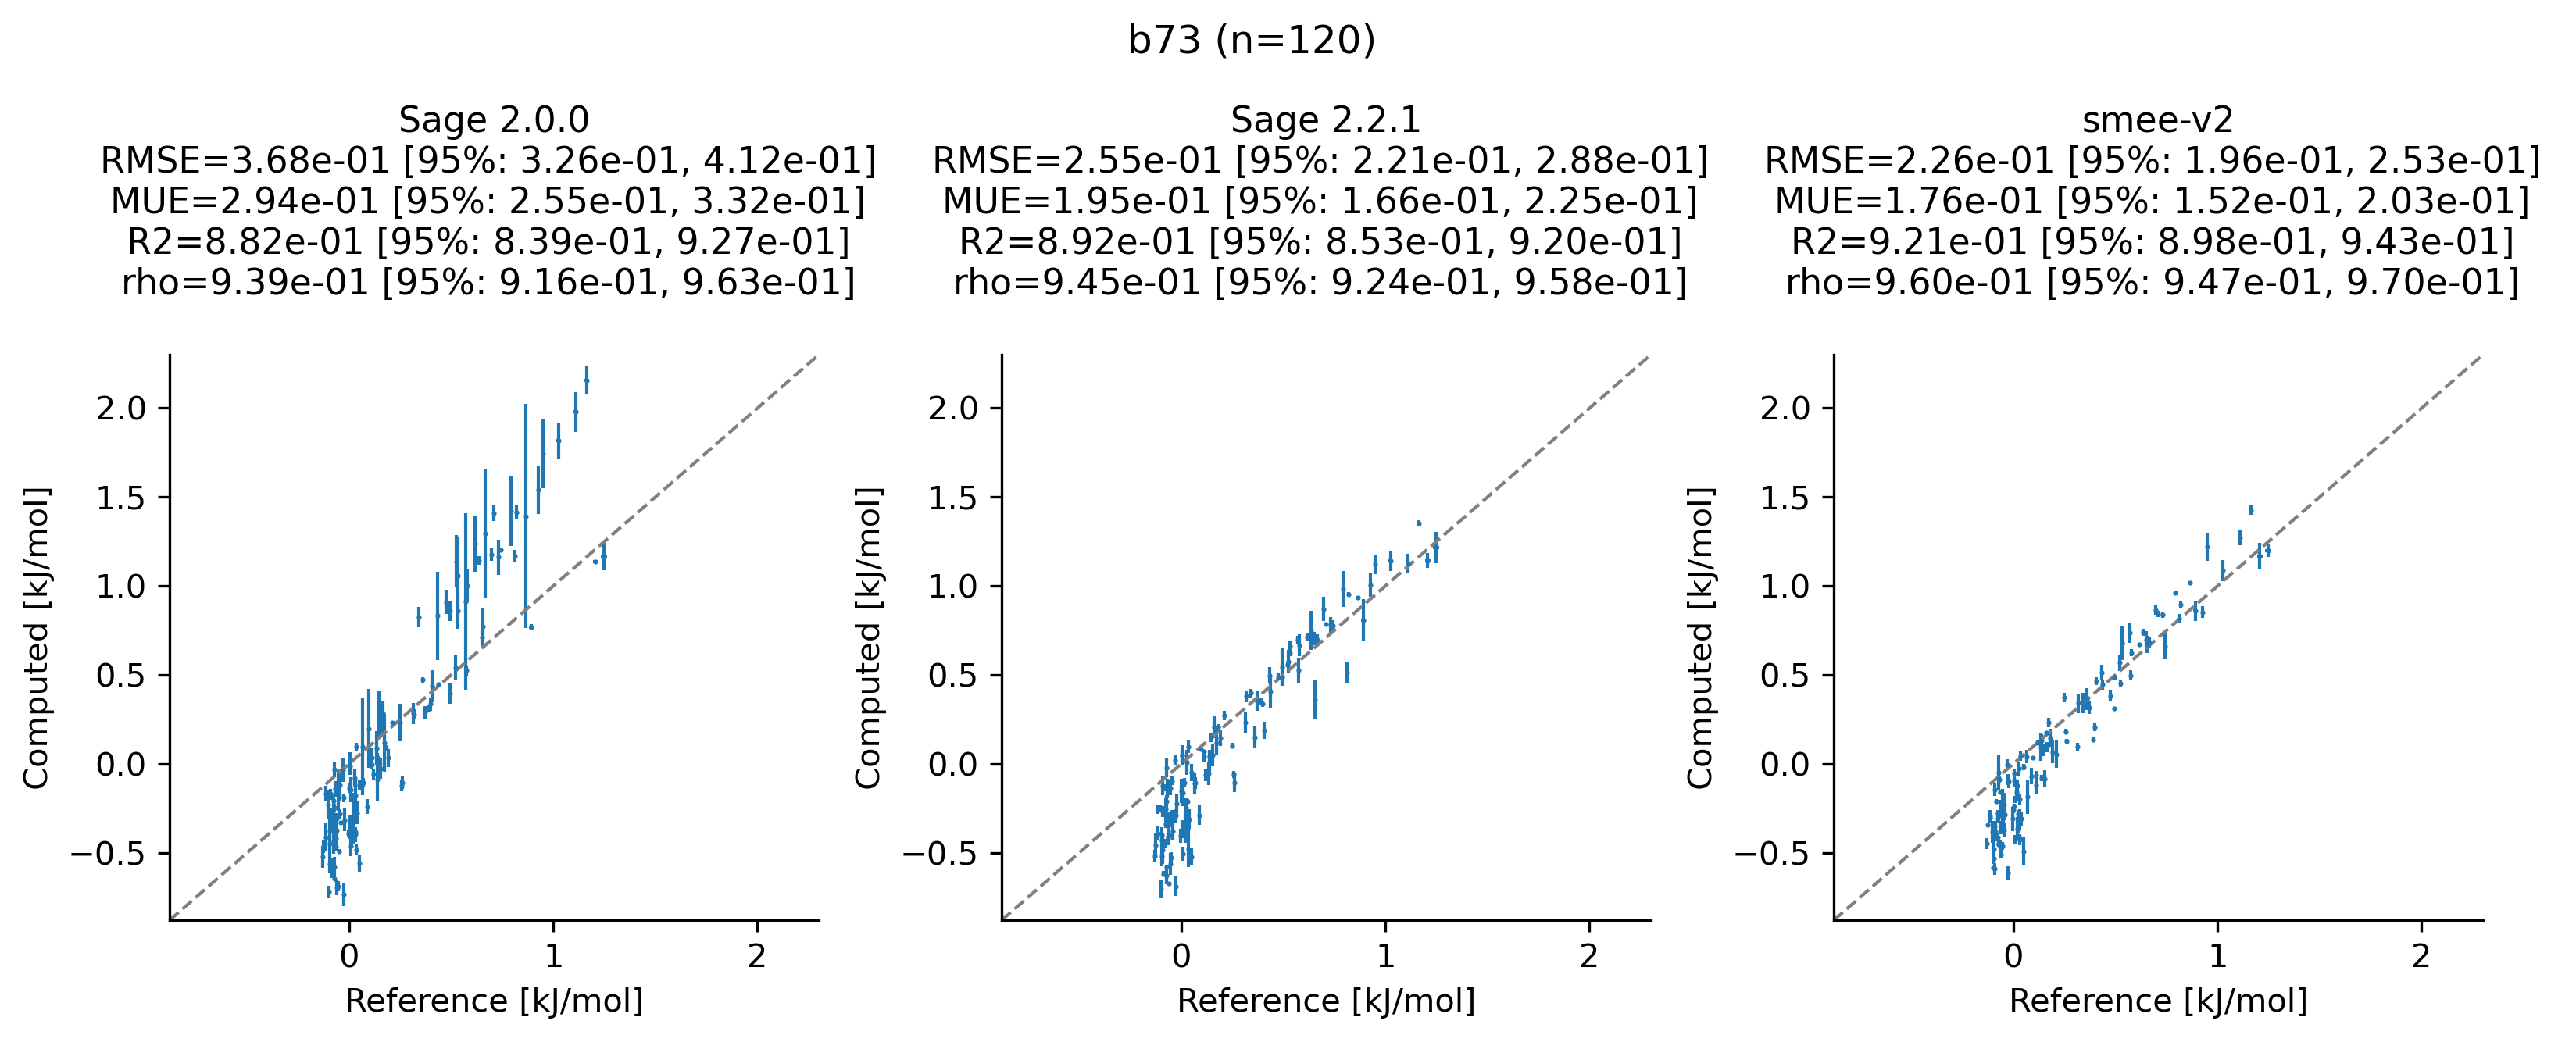 b73 (n=120)
Sage 2.0.0
RMSE=3.68e-01 [95%: 3.26e-01, 4.12e-01]
MUE=2.94e-01 [95%: 2.55e-01, 3.32e-01]
R2=8.82e-01 [95%: 8.39e-01, 9.27e-01]
rho=9.39e-01 [95%: 9.16e-01, 9.63e-01]
2.0
1.5
1.0
0.5
0.0
−0.5
Computed [kJ/mol]
0 1 2
Reference [kJ/mol]
Sage 2.2.1
RMSE=2.55e-01 [95%: 2.21e-01, 2.88e-01]
MUE=1.95e-01 [95%: 1.66e-01, 2.25e-01]
R2=8.92e-01 [95%: 8.53e-01, 9.20e-01]
rho=9.45e-01 [95%: 9.24e-01, 9.58e-01]
2.0
1.5
1.0
0.5
0.0
−0.5
Computed [kJ/mol]
0 1 2
Reference [kJ/mol]
smee-v2
RMSE=2.26e-01 [95%: 1.96e-01, 2.53e-01]
MUE=1.76e-01 [95%: 1.52e-01, 2.03e-01]
R2=9.21e-01 [95%: 8.98e-01, 9.43e-01]
rho=9.60e-01 [95%: 9.47e-01, 9.70e-01]
2.0
1.5
1.0
0.5
0.0
−0.5
Computed [kJ/mol]
0 1 2
Reference [kJ/mol]